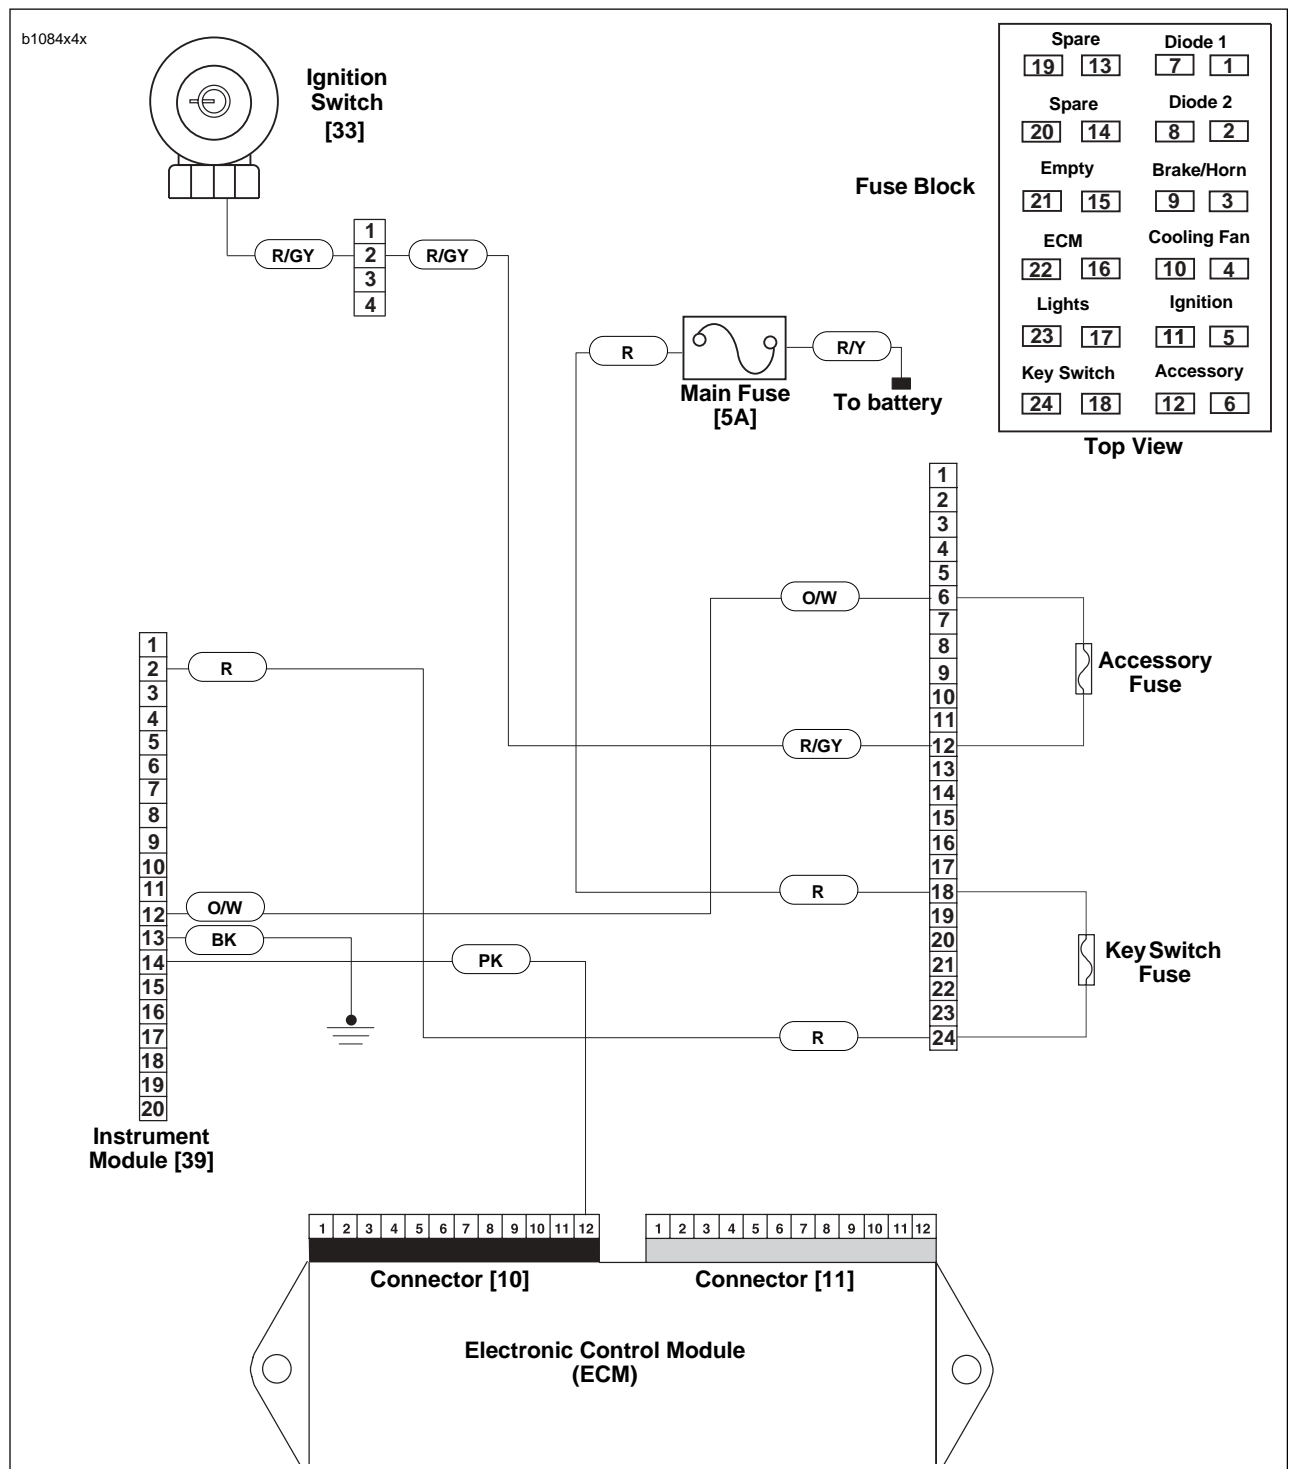 b1084x4x
Ignition
Switch
[33]
1
2
3
4
R/GY
R/GY
Fuse Block
Spare Diode 1
19 13 7 1
Spare Diode 2
20 14 8 2
Empty Brake/Horn
21 15 9 3
ECM Cooling Fan
22 16 10 4
Lights Ignition
23 17 11 5
Key Switch Accessory
24 18 12 6
Top View
R
R/Y
Main Fuse
[5A]
To battery
1
2
3
4
5
6
7
8
9
10
11
12
13
14
15
16
17
18
19
20
21
22
23
24
O/W
R/GY
R
R
Accessory
Fuse
Key Switch
Fuse
1
2
3
4
5
6
7
8
9
10
11
12
13
14
15
16
17
18
19
20
R
O/W
BK
PK
Instrument
Module [39]
1 2 3 4 5 6 7 8 9 10 11 12
1 2 3 4 5 6 7 8 9 10 11 12
Connector [10]
Connector [11]
Electronic Control Module
(ECM)